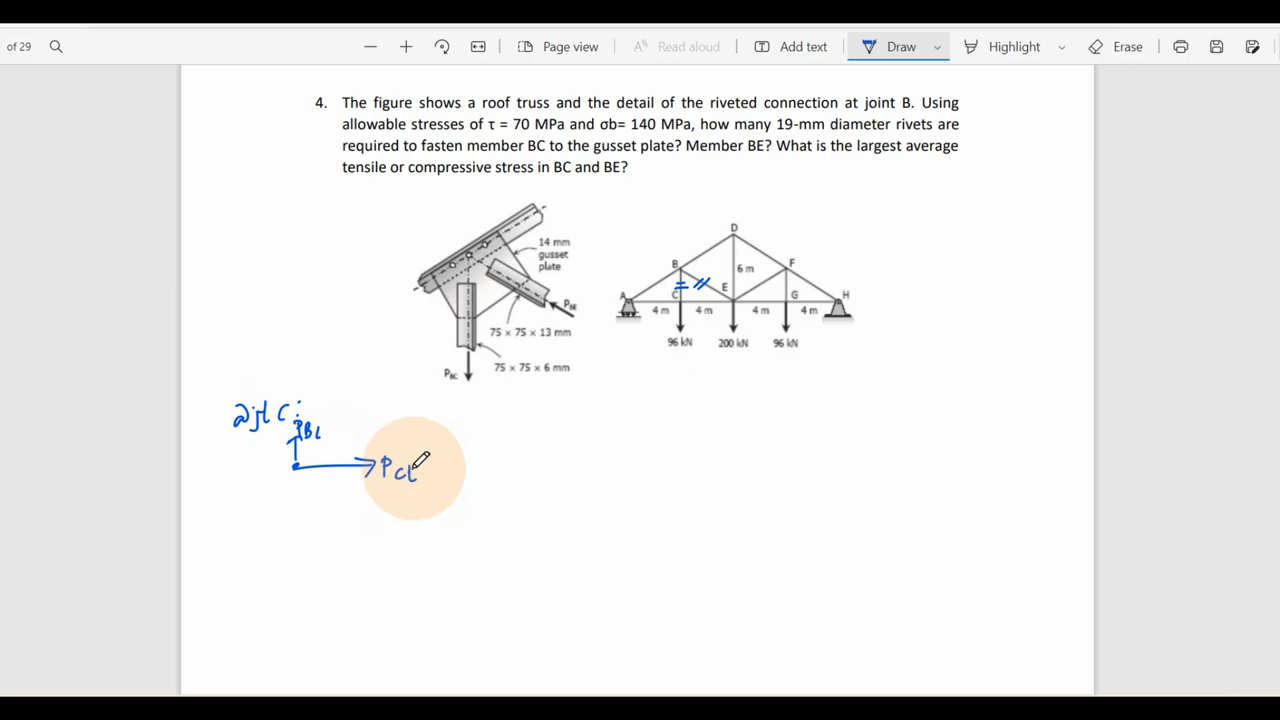 of 29
Page view
Read aloud
Add text
Draw
Highlight
Erase
4. The figure shows a roof truss and the detail of the riveted connection at joint B. Using
allowable stresses of τ = 70 MPa and σb= 140 MPa, how many 19-mm diameter rivets are
required to fasten member BC to the gusset plate? Member BE? What is the largest average
tensile or compressive stress in BC and BE?
14 mm
gusset
plate
P_BE
75 × 75 × 13 mm
75 × 75 × 6 mm
P_BC
D
B
F
6 m
E
A
C
G
H
4 m
4 m
4 m
4 m
96 kN
200 kN
96 kN
@jt C :